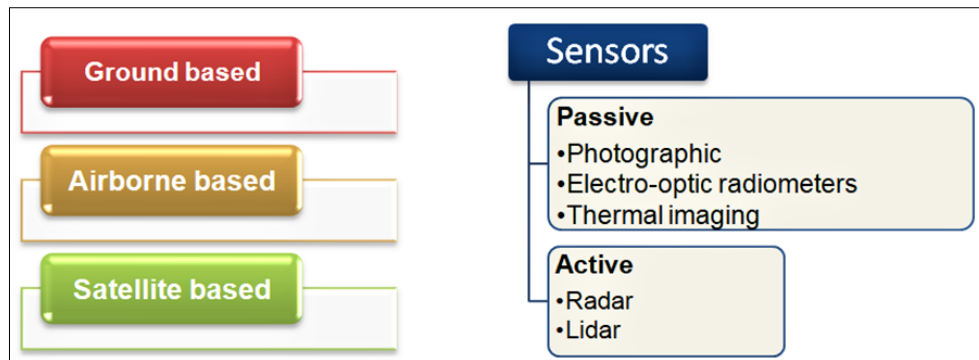 Ground based
Airborne based
Satellite based
Sensors
Passive
•Photographic
•Electro-optic radiometers
•Thermal imaging
Active
•Radar
•Lidar